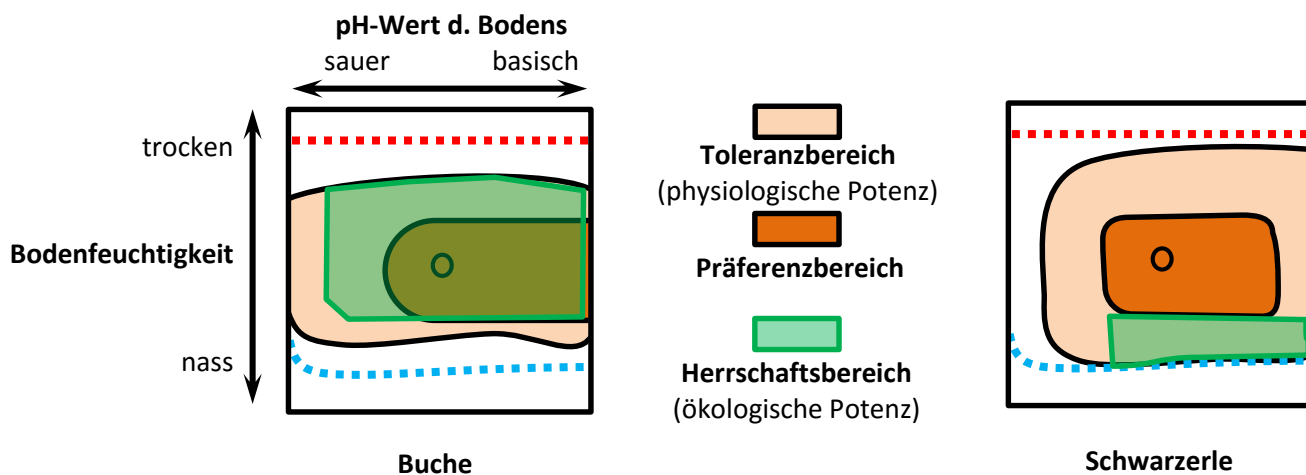 pH-Wert d. Bodens
sauer basisch
trocken
Bodenfeuchtigkeit
nass
Buche
Toleranzbereich
(physiologische Potenz)
Präferenzbereich
Herrschaftsbereich
(ökologische Potenz)
Schwarzerle